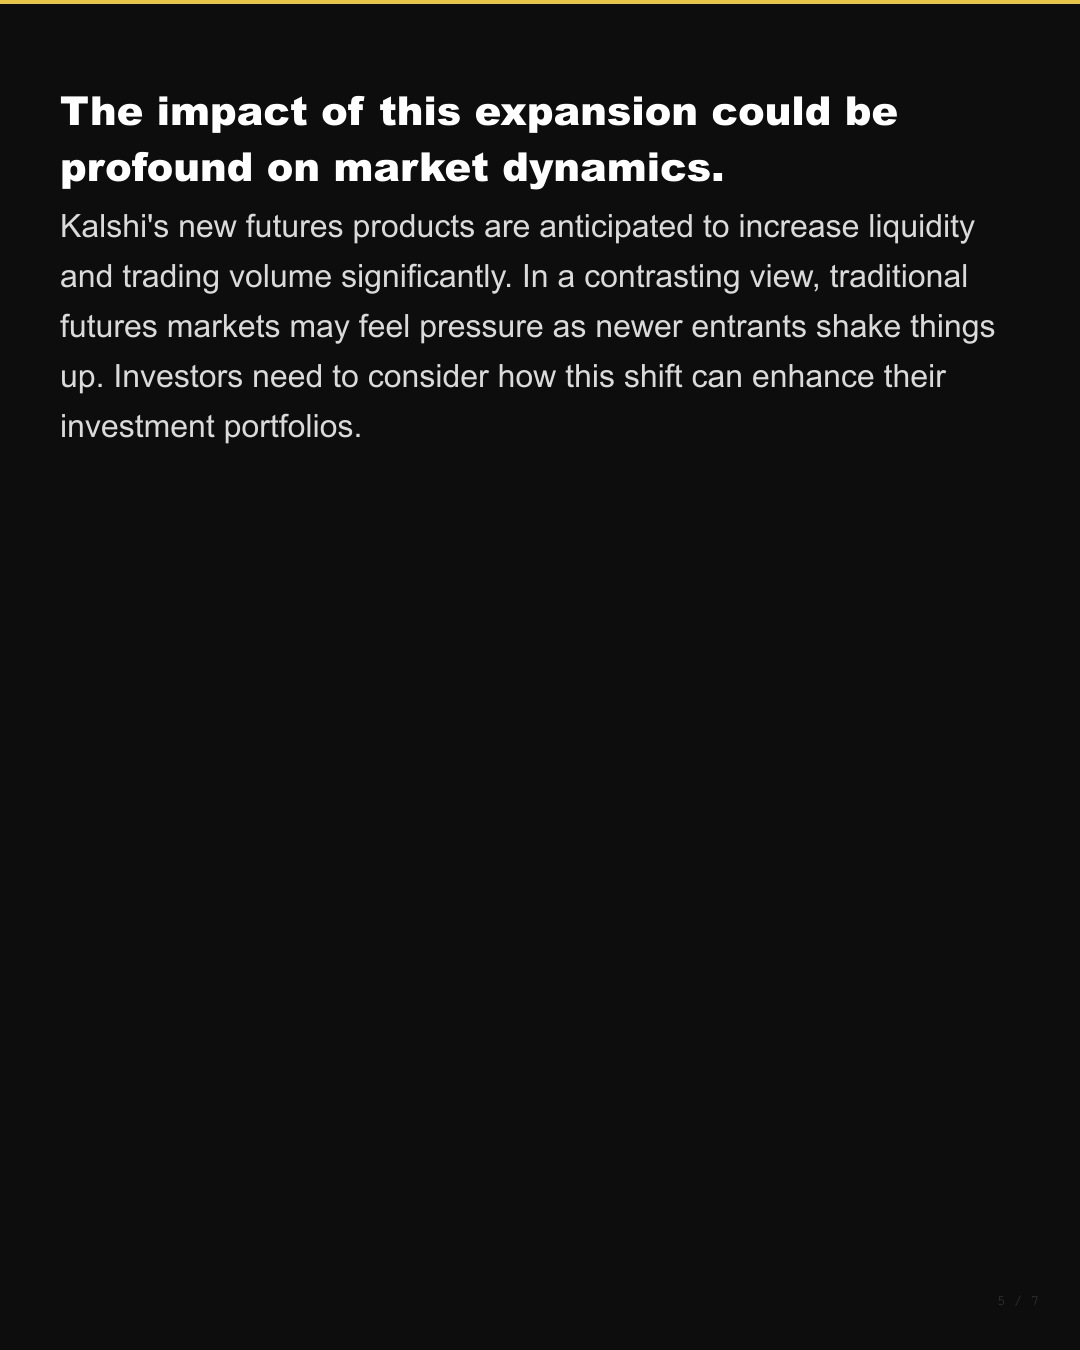 The impact of this expansion could be
profound on market dynamics.
Kalshi's new futures products are anticipated to increase liquidity
and trading volume significantly. In a contrasting view, traditional
futures markets may feel pressure as newer entrants shake things
up. Investors need to consider how this shift can enhance their
investment portfolios.
5 / 7